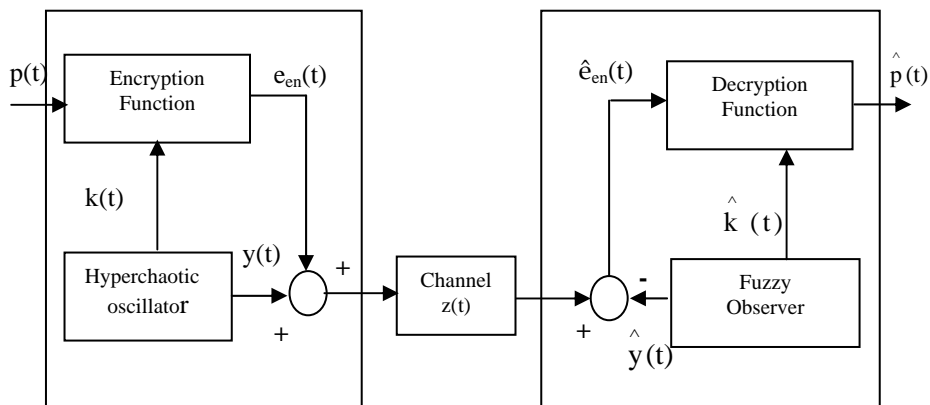 p(t)
Encryption
Function
e_en(t)
k(t)
Hyperchaotic
oscillator
y(t)
+
+
Channel
z(t)
ê_en(t)
Decryption
Function
p̂(t)
k̂ (t)
-
+
Fuzzy
Observer
ŷ(t)